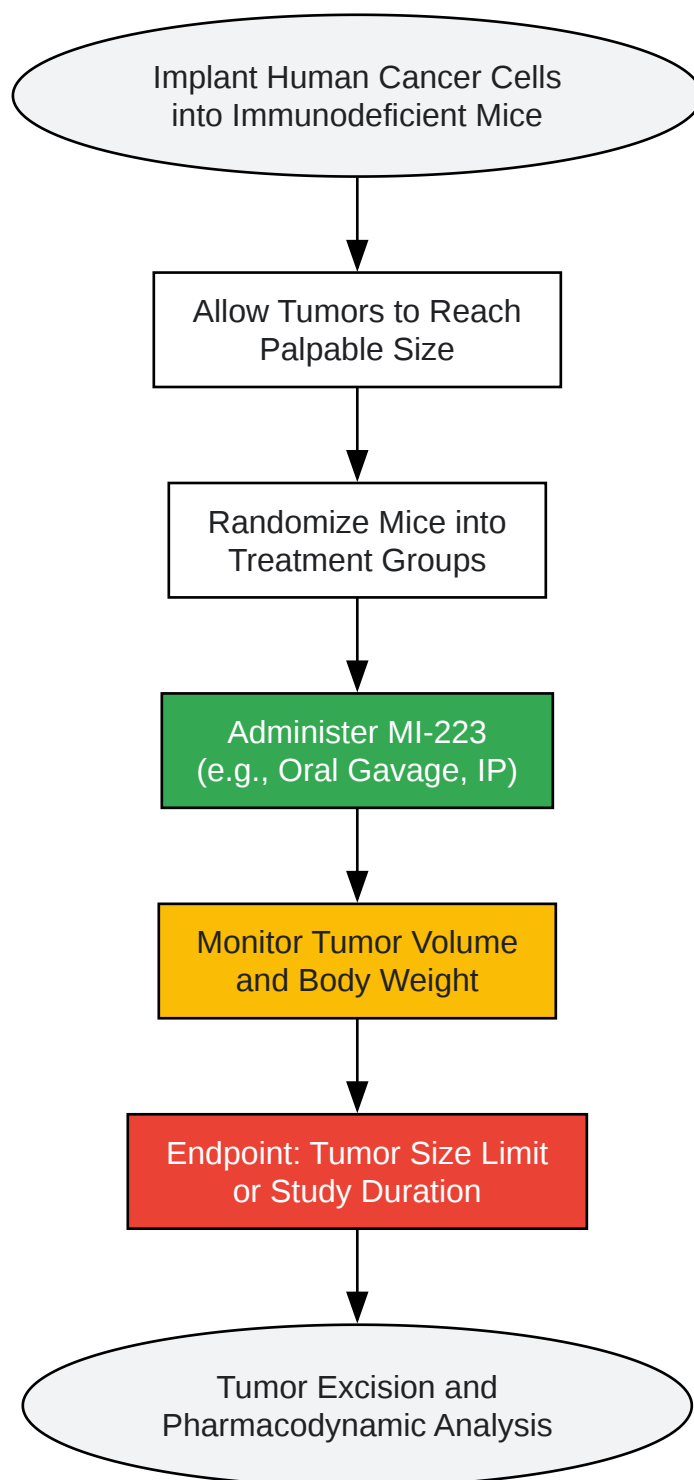 Implant Human Cancer Cells
into Immunodeficient Mice
Allow Tumors to Reach
Palpable Size
Randomize Mice into
Treatment Groups
Administer MI-223
(e.g., Oral Gavage, IP)
Monitor Tumor Volume
and Body Weight
Endpoint: Tumor Size Limit
or Study Duration
Tumor Excision and
Pharmacodynamic Analysis